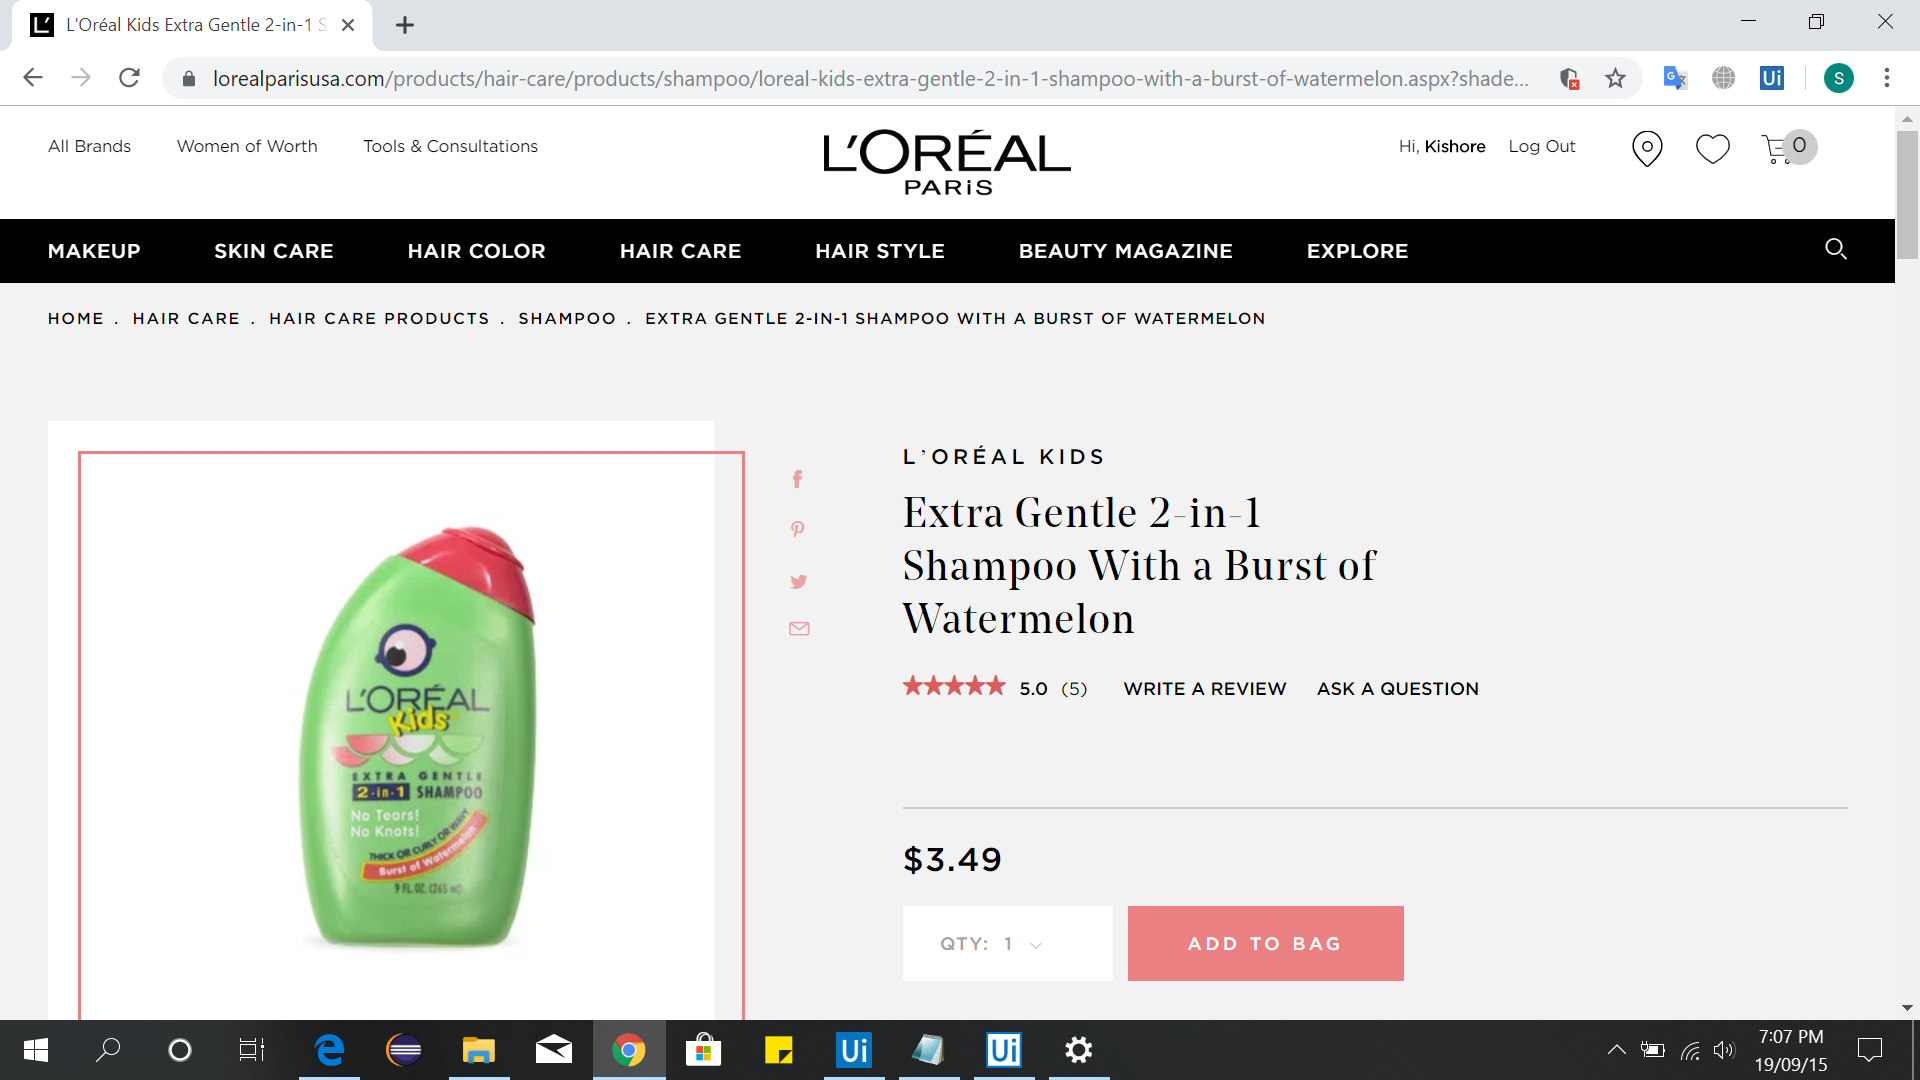 L'Oréal Kids Extra Gentle 2-in-1 S
lorealparisusa.com/products/hair-care/products/shampoo/loreal-kids-extra-gentle-2-in-1-shampoo-with-a-burst-of-watermelon.aspx?shade...
S
All Brands Women of Worth Tools & Consultations
L'ORÉAL
PARiS
Hi, Kishore Log Out 0
MAKEUP SKIN CARE HAIR COLOR HAIR CARE HAIR STYLE BEAUTY MAGAZINE EXPLORE
HOME . HAIR CARE . HAIR CARE PRODUCTS . SHAMPOO . EXTRA GENTLE 2-IN-1 SHAMPOO WITH A BURST OF WATERMELON
L'ORÉAL
Kids
EXTRA GENTLE
2-in-1 SHAMPOO
No Tears!
No Knots!
THICK OR CURLY OR WAVY
Burst of Watermelon
9 FL. OZ. (265 ml)
L'ORÉAL KIDS
Extra Gentle 2-in-1
Shampoo With a Burst of
Watermelon
5.0 (5) WRITE A REVIEW ASK A QUESTION
$3.49
QTY: 1
ADD TO BAG
Ui
Ui
Ui
7:07 PM
19/09/15